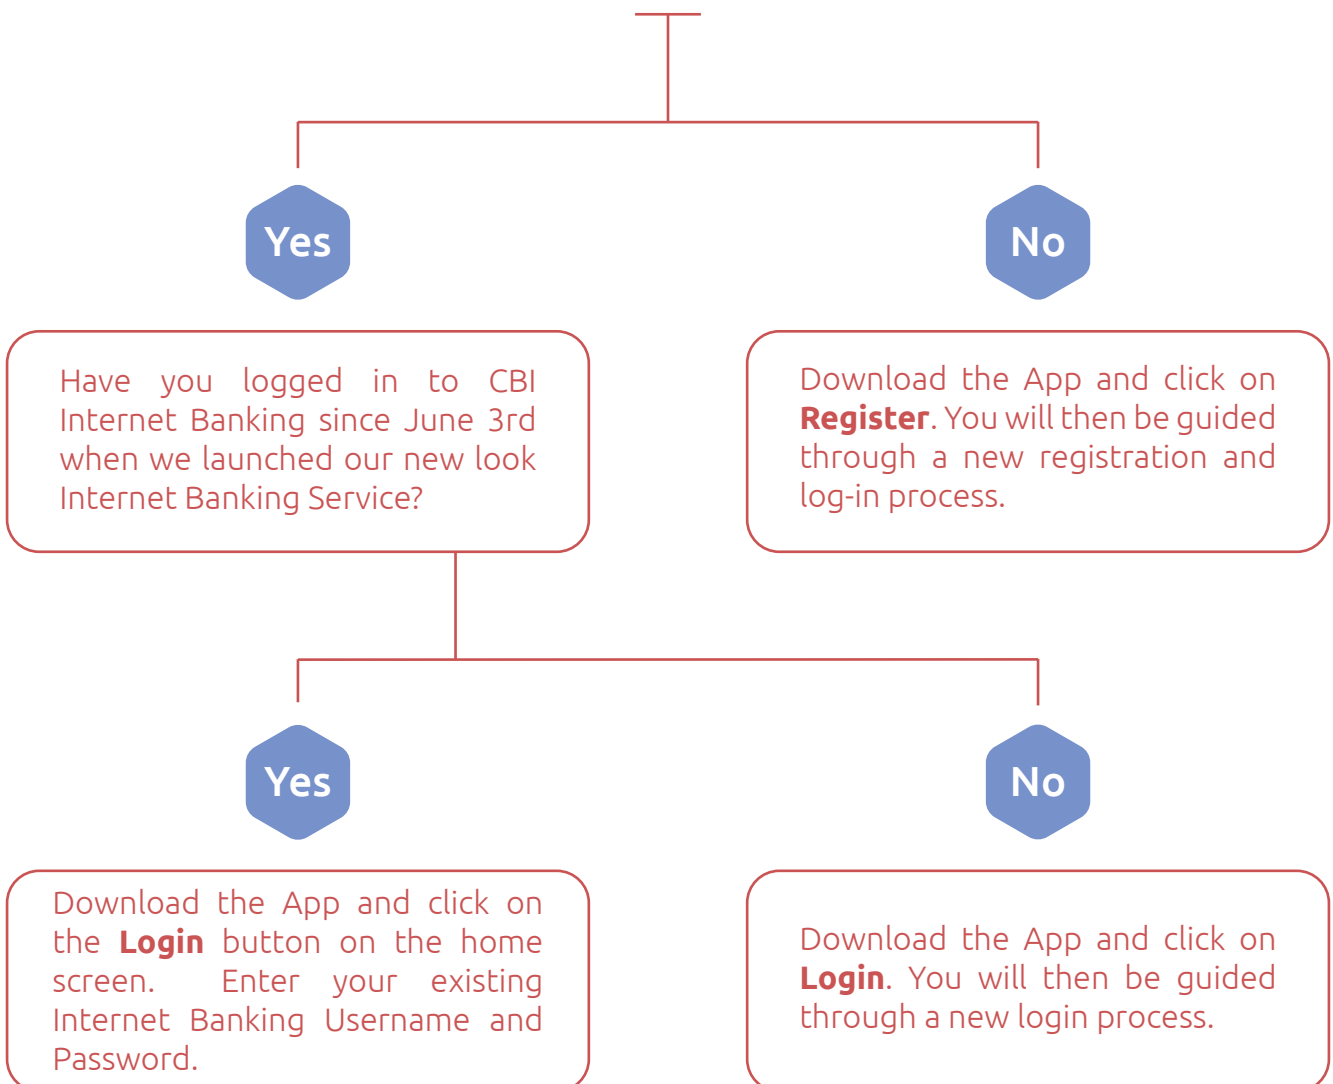 Yes
No
Have you logged in to CBI
Internet Banking since June 3rd
when we launched our new look
Internet Banking Service?
Download the App and click on
Register. You will then be guided
through a new registration and
log-in process.
Yes
No
Download the App and click on
the Login button on the home
screen. Enter your existing
Internet Banking Username and
Password.
Download the App and click on
Login. You will then be guided
through a new login process.